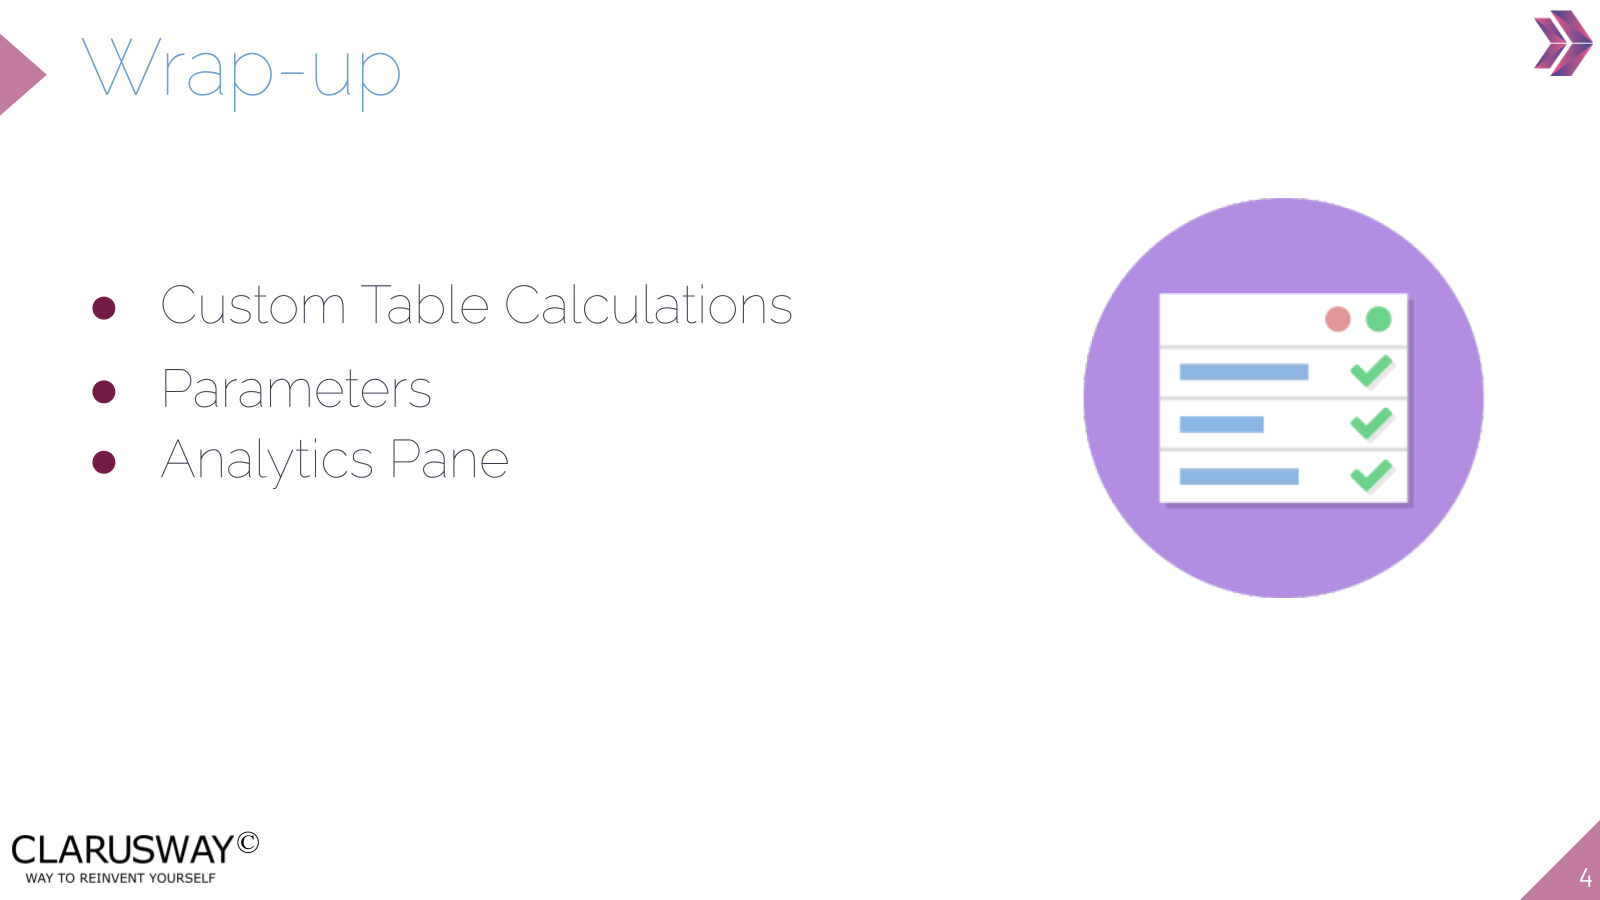 Wrap-up
● Custom Table Calculations
● Parameters
● Analytics Pane
CLARUSWAY©
WAY TO REINVENT YOURSELF
4